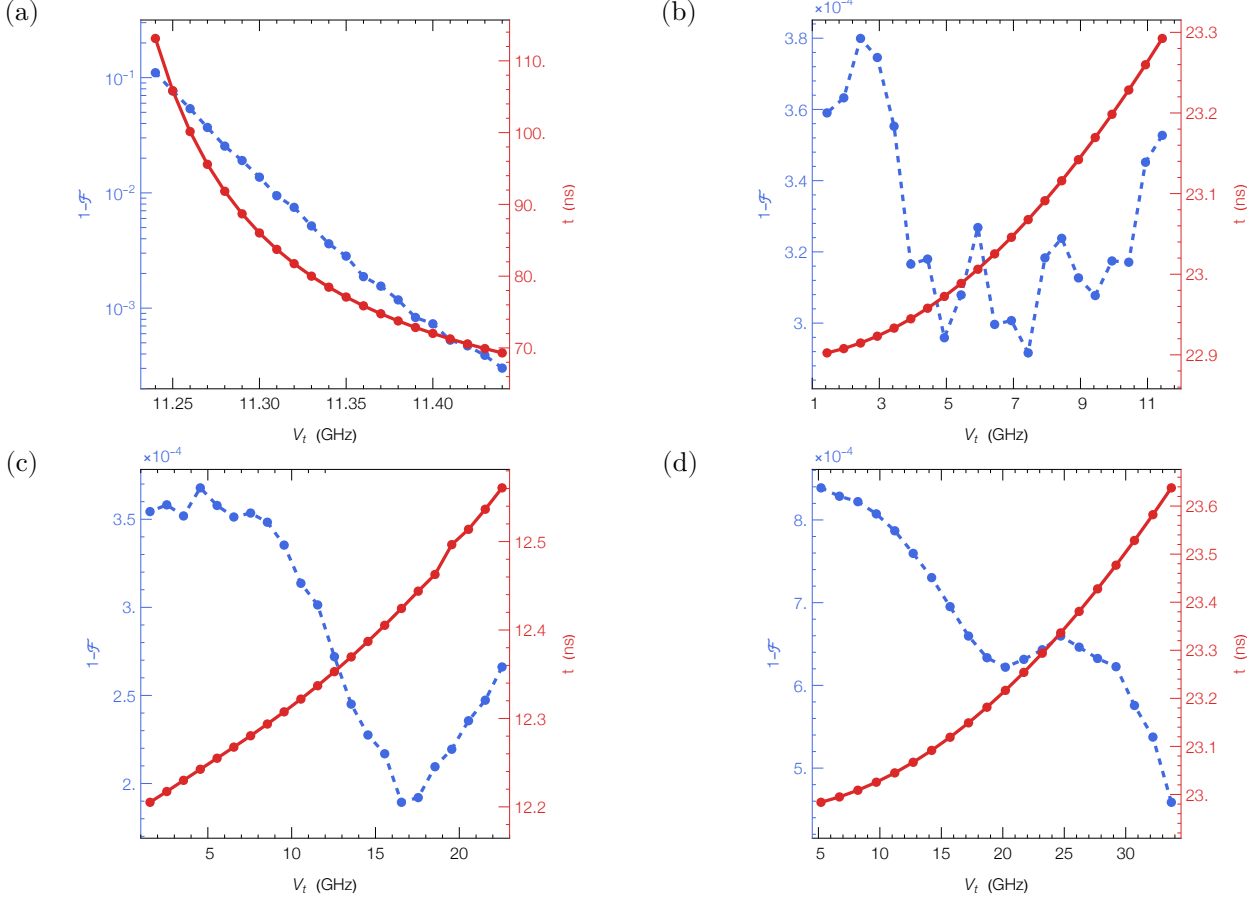 (a)
10⁻¹
10⁻²
10⁻³
1-ℱ
110.
100.
90.
80.
70.
t (ns)
11.25 11.30 11.35 11.40
V_t (GHz)
(b)
×10⁻⁴
3.8
3.6
3.4
3.2
3.
1-ℱ
23.3
23.2
23.1
23.
22.9
t (ns)
1 3 5 7 9 11
V_t (GHz)
(c)
×10⁻⁴
3.5
3.
2.5
2.
1-ℱ
12.5
12.4
12.3
12.2
t (ns)
5 10 15 20
V_t (GHz)
(d)
×10⁻⁴
8.
7.
6.
5.
1-ℱ
23.6
23.5
23.4
23.3
23.2
23.1
23.
t (ns)
5 10 15 20 25 30
V_t (GHz)